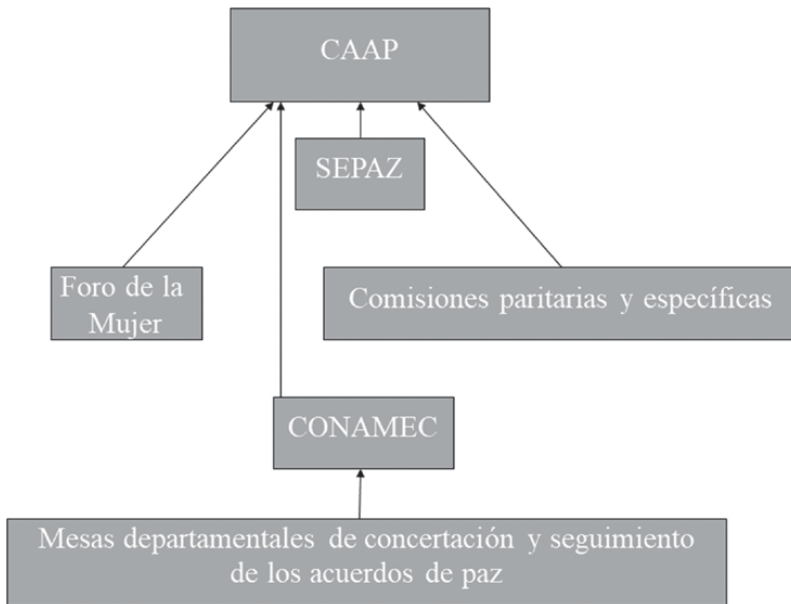 CAAP
SEPAZ
Foro de la
Mujer
Comisiones paritarias y específicas
CONAMEC
Mesas departamentales de concertación y seguimiento
de los acuerdos de paz